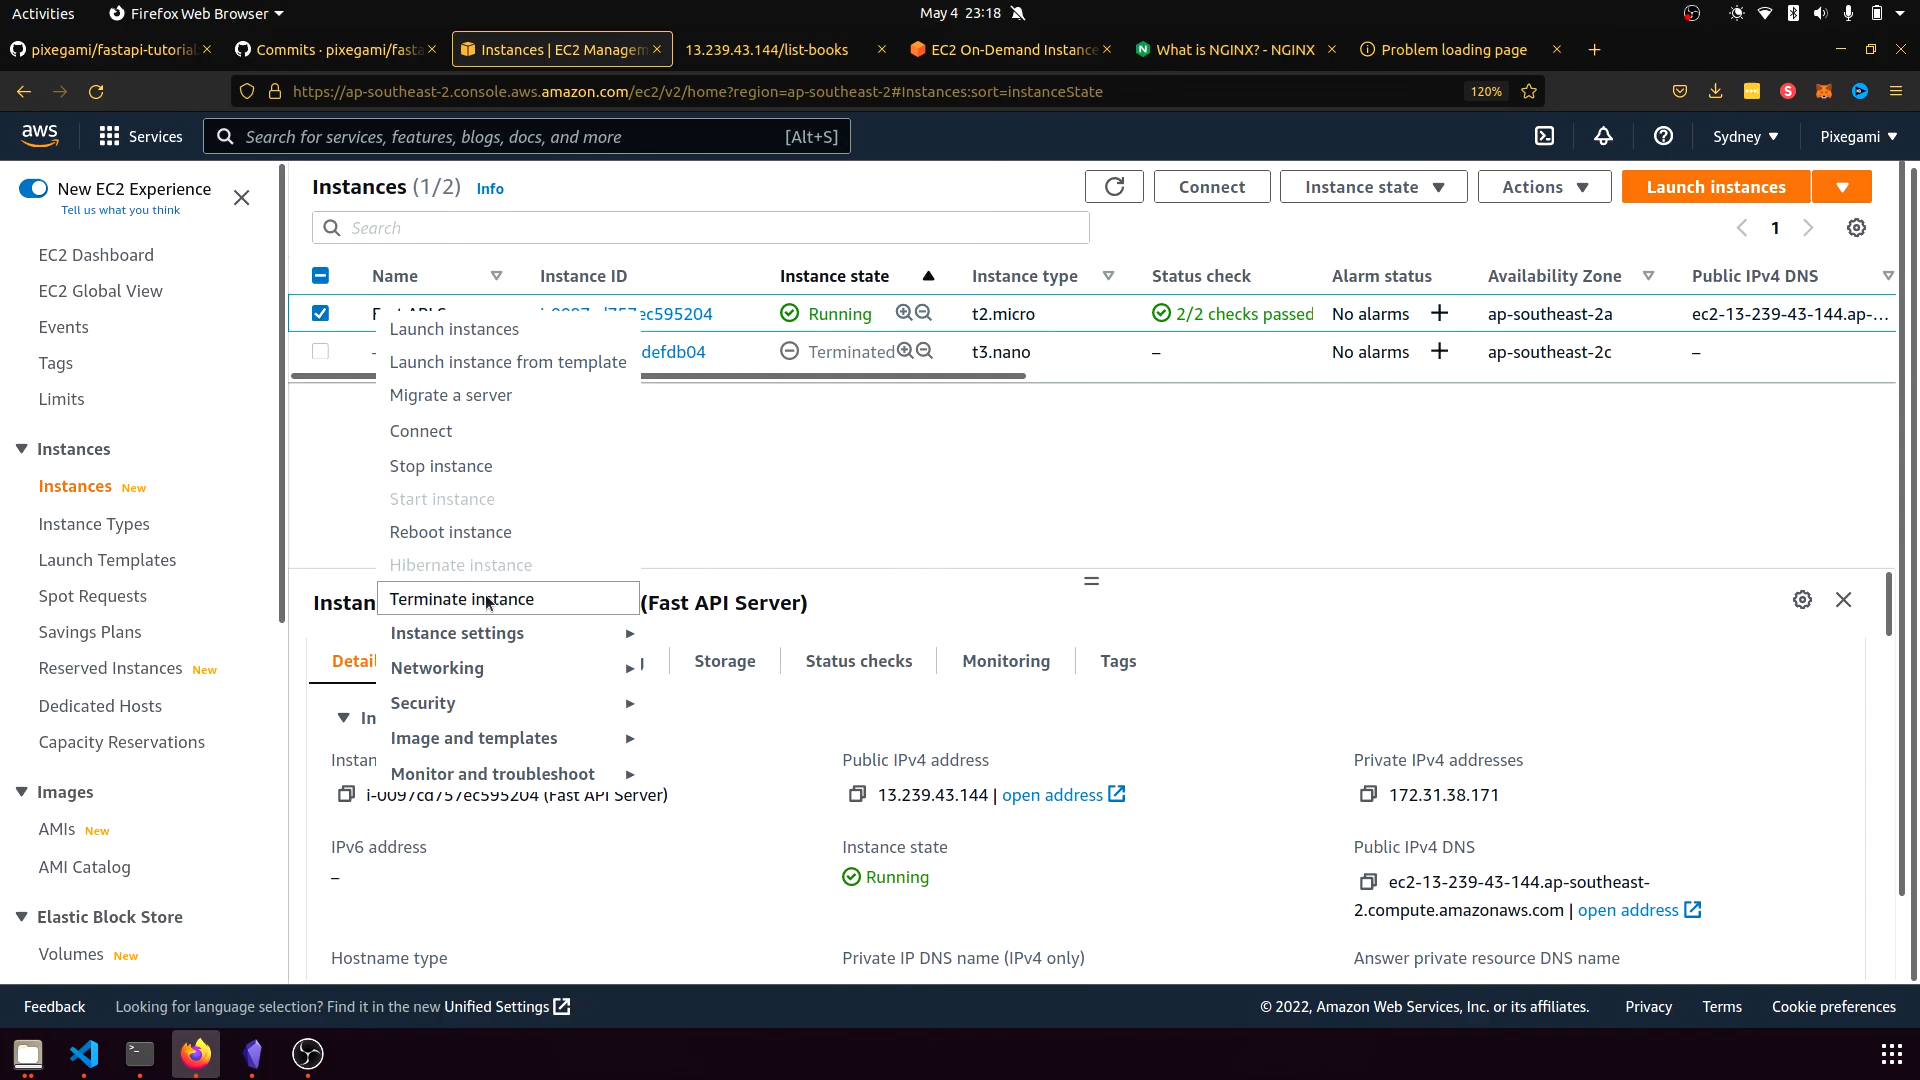 Activities
Firefox Web Browser
May 4 23:18
pixegami/fastapi-tutorial
Commits · pixegami/fasta
Instances | EC2 Managem
13.239.43.144/list-books
EC2 On-Demand Instance
What is NGINX? - NGINX
Problem loading page
https://ap-southeast-2.console.aws.amazon.com/ec2/v2/home?region=ap-southeast-2#Instances:sort=instanceState
120%
aws
Services
Search for services, features, blogs, docs, and more
[Alt+S]
Sydney
Pixegami
New EC2 Experience
Tell us what you think
EC2 Dashboard
EC2 Global View
Events
Tags
Limits
Instances
Instances New
Instance Types
Launch Templates
Spot Requests
Savings Plans
Reserved Instances New
Dedicated Hosts
Capacity Reservations
Images
AMIs New
AMI Catalog
Elastic Block Store
Volumes New
Instances (1/2) Info
Connect
Instance state
Actions
Launch instances
Search
1
Name
Instance ID
Instance state
Instance type
Status check
Alarm status
Availability Zone
Public IPv4 DNS
ec595204
Running
t2.micro
2/2 checks passed
No alarms +
ap-southeast-2a
ec2-13-239-43-144.ap-...
–
defdb04
Terminated
t3.nano
–
No alarms +
ap-southeast-2c
–
Launch instances
Launch instance from template
Migrate a server
Connect
Stop instance
Start instance
Reboot instance
Hibernate instance
Terminate instance
Instance settings
Networking
Security
Image and templates
Monitor and troubleshoot
Instan
(Fast API Server)
Detail
Storage
Status checks
Monitoring
Tags
In
Instan
i-0097cd757ec595204 (Fast API Server)
Public IPv4 address
13.239.43.144 | open address
Private IPv4 addresses
172.31.38.171
IPv6 address
–
Instance state
Running
Public IPv4 DNS
ec2-13-239-43-144.ap-southeast-
2.compute.amazonaws.com | open address
Hostname type
Private IP DNS name (IPv4 only)
Answer private resource DNS name
Feedback
Looking for language selection? Find it in the new Unified Settings
© 2022, Amazon Web Services, Inc. or its affiliates.
Privacy
Terms
Cookie preferences